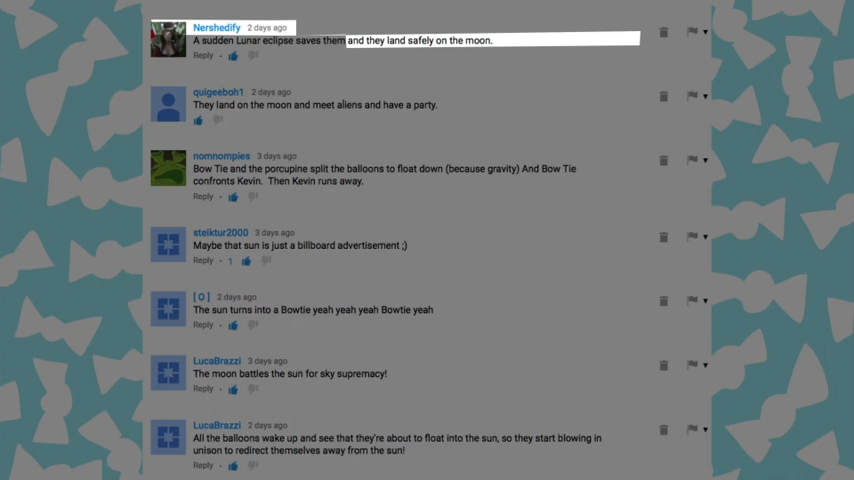 Nershedify 2 days ago
A sudden Lunar eclipse saves them and they land safely on the moon.
Reply
quigeeboh1 2 days ago
They land on the moon and meet aliens and have a party.
nomnompies 3 days ago
Bow Tie and the porcupine split the balloons to float down (because gravity) And Bow Tie
confronts Kevin. Then Kevin runs away.
Reply
steiktur2000 3 days ago
Maybe that sun is just a billboard advertisement ;)
Reply · 1
[ O ] 2 days ago
The sun turns into a Bowtie yeah yeah yeah Bowtie yeah
Reply
LucaBrazzi 3 days ago
The moon battles the sun for sky supremacy!
Reply
LucaBrazzi 2 days ago
All the balloons wake up and see that they're about to float into the sun, so they start blowing in
unison to redirect themselves away from the sun!
Reply